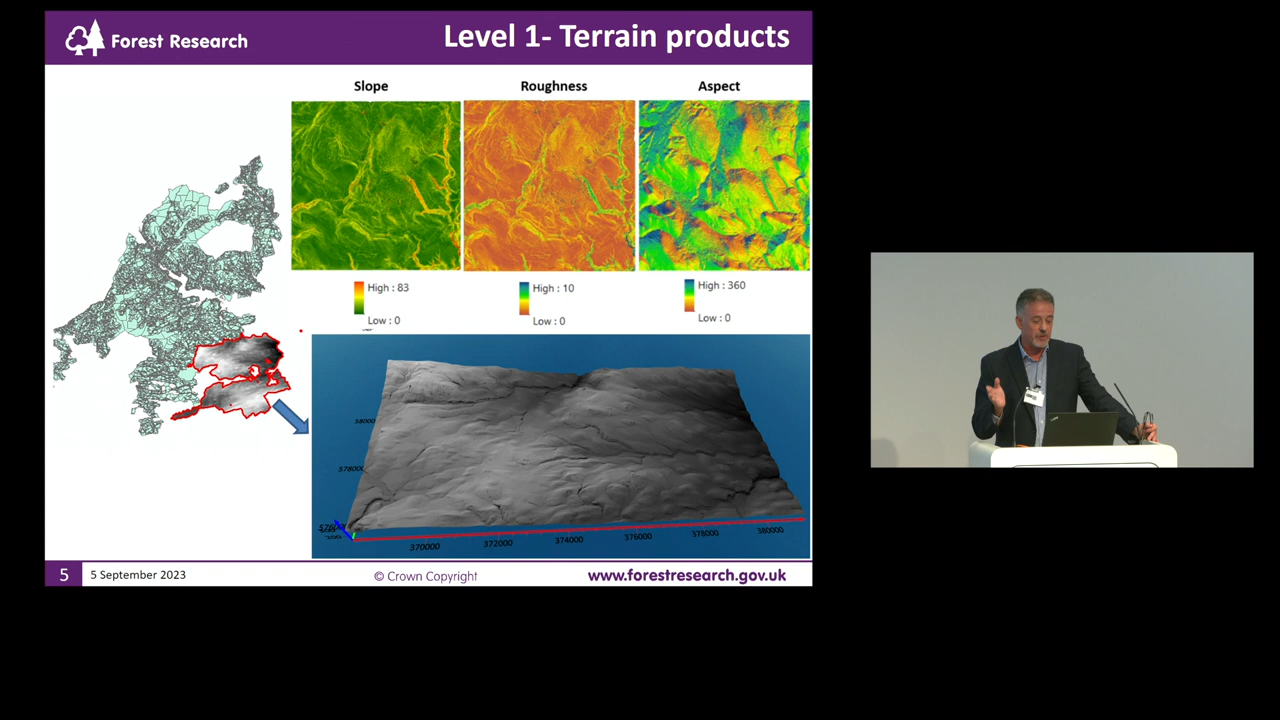 Forest Research
Level 1- Terrain products
Slope
Roughness
Aspect
High : 83
Low : 0
High : 10
Low : 0
High : 360
Low : 0
578000
370000
372000
374000
376000
378000
380000
5
5 September 2023
© Crown Copyright
www.forestresearch.gov.uk